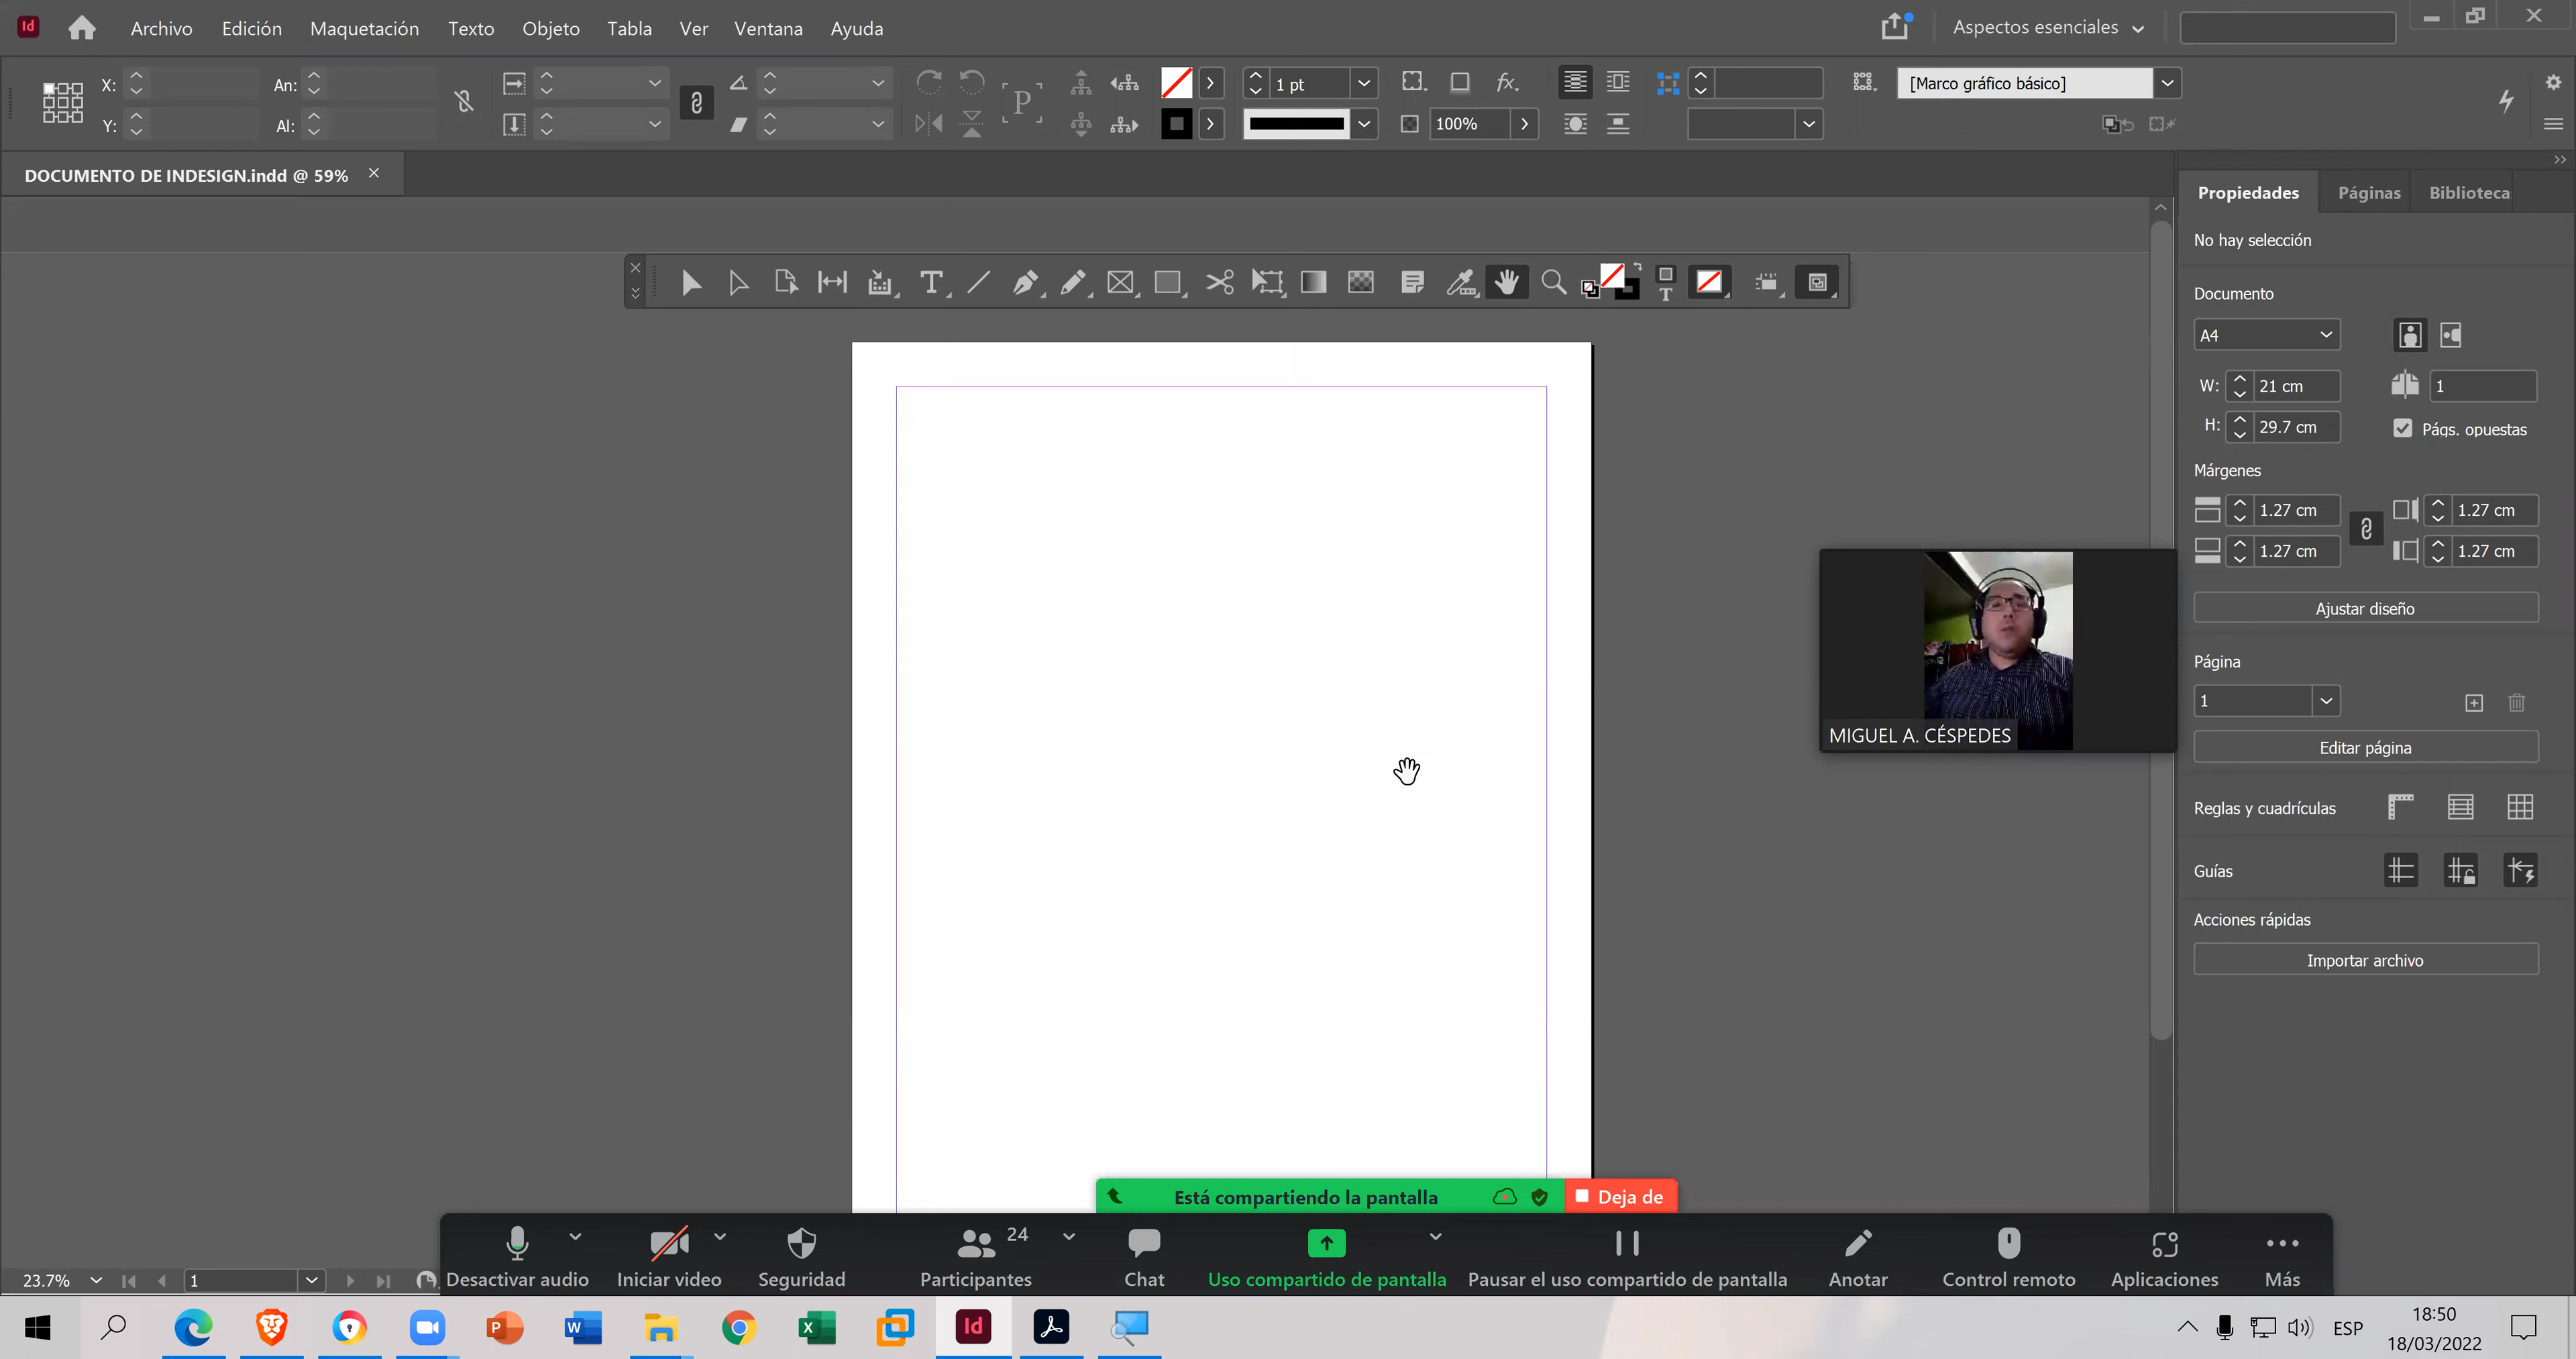 Id Archivo Edición Maquetación Texto Objeto Tabla Ver Ventana Ayuda Aspectos esenciales
X: An: 1 pt fx. [Marco gráfico básico]
Y: Al: P 100%
DOCUMENTO DE INDESIGN.indd @ 59% ×
Propiedades Páginas Biblioteca
No hay selección
T T
Documento
A4
W: 21 cm 1
H: 29.7 cm Págs. opuestas
Márgenes
1.27 cm 1.27 cm
1.27 cm 1.27 cm
Ajustar diseño
Página
1
MIGUEL A. CÉSPEDES
Editar página
Reglas y cuadrículas
Guías
Acciones rápidas
Importar archivo
Está compartiendo la pantalla Deja de
24
23.7% 1 Desactivar audio Iniciar video Seguridad Participantes Chat Uso compartido de pantalla Pausar el uso compartido de pantalla Anotar Control remoto Aplicaciones Más
P W X Id ESP 18:50
18/03/2022